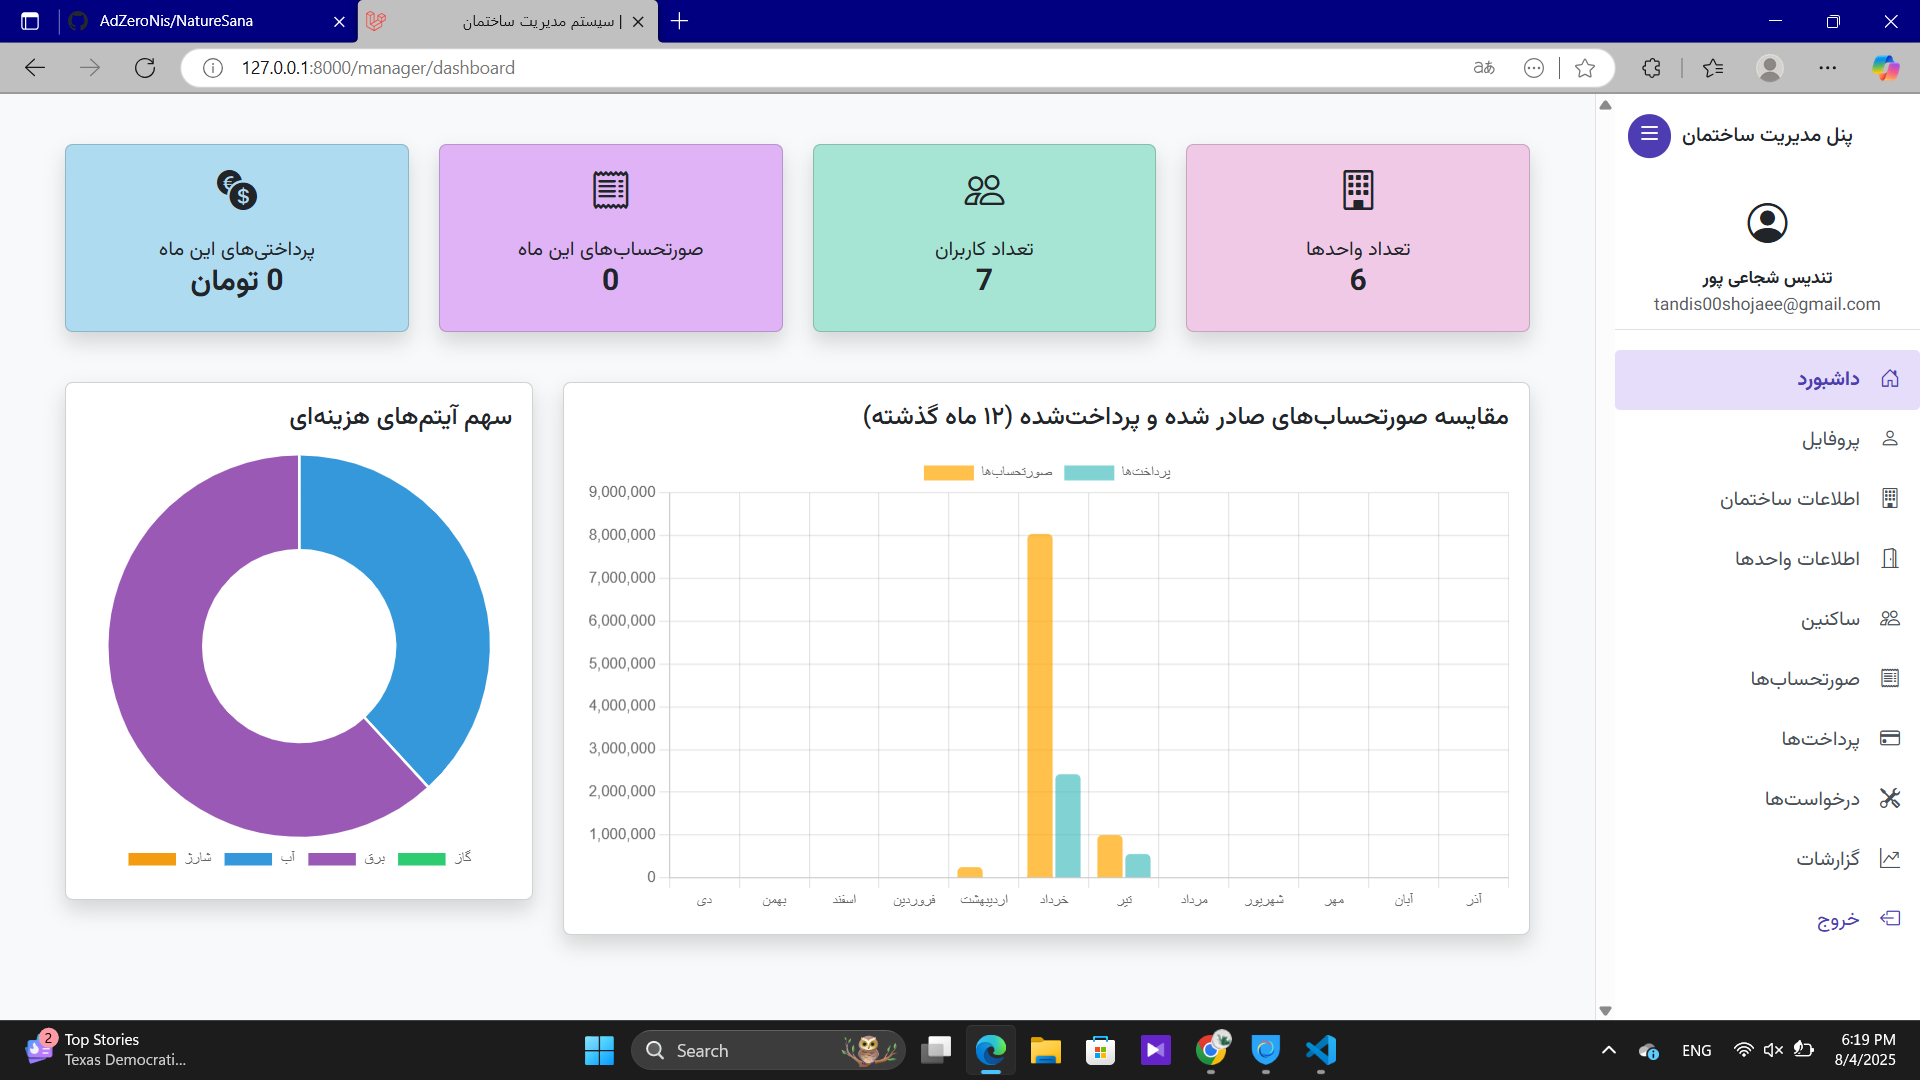 AdZeroNis/NatureSana
| سیستم مدیریت ساختمان
127.0.0.1:8000/manager/dashboard
پنل مدیریت ساختمان
تندیس شجاعی پور
tandis00shojaee@gmail.com
داشبورد
پروفایل
اطلاعات ساختمان
اطلاعات واحدها
ساکنین
صورتحساب‌ها
پرداخت‌ها
درخواست‌ها
گزارشات
خروج
تعداد واحدها
6
تعداد کاربران
7
صورتحساب‌های این ماه
0
پرداختی‌های این ماه
0 تومان
مقایسه صورتحساب‌های صادر شده و پرداخت‌شده (۱۲ ماه گذشته)
صورتحساب‌ها
پرداخت‌ها
9,000,000
8,000,000
7,000,000
6,000,000
5,000,000
4,000,000
3,000,000
2,000,000
1,000,000
0
دی
بهمن
اسفند
فروردین
اردیبهشت
خرداد
تیر
مرداد
شهریور
مهر
آبان
آذر
سهم آیتم‌های هزینه‌ای
شارژ
آب
برق
گاز
2
Top Stories
Texas Democrati...
Search
ENG
6:19 PM
8/4/2025